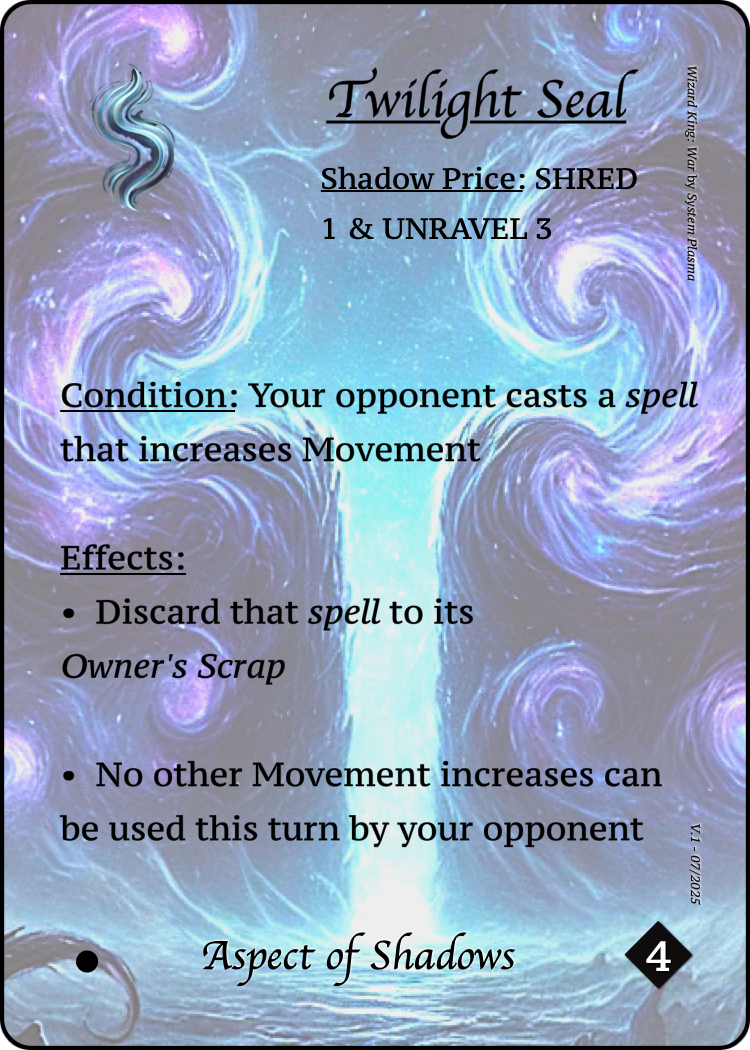 Twilight Seal
Shadow Price: SHRED
1 & UNRAVEL 3
Wizard King: War by System Plasma
Condition: Your opponent casts a spell
that increases Movement
Effects:
• Discard that spell to its
Owner's Scrap
• No other Movement increases can
be used this turn by your opponent
V.1 - 07/2025
Aspect of Shadows
4